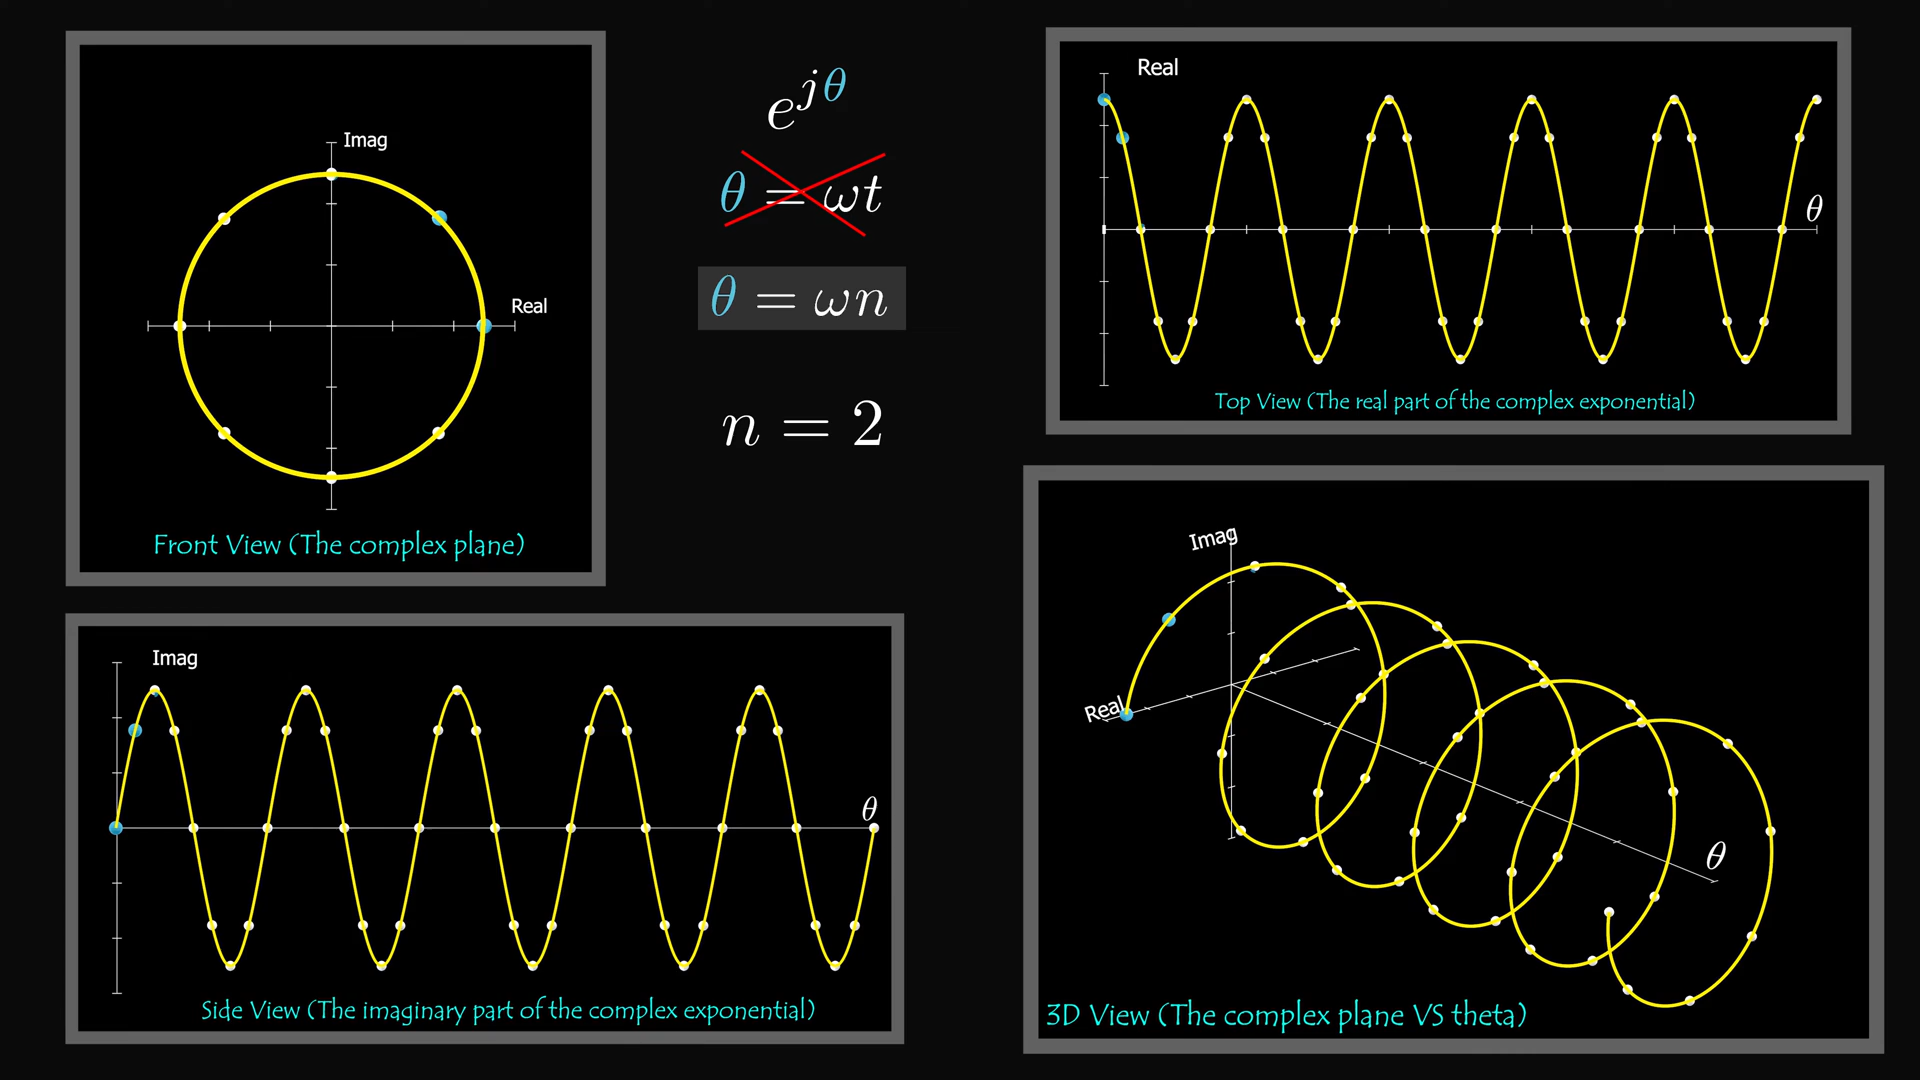 Imag
Real
Front View (The complex plane)
e^{jθ}
θ = ωt
θ = ωn
n = 2
Real
θ
Top View (The real part of the complex exponential)
Imag
θ
Side View (The imaginary part of the complex exponential)
Imag
Real
θ
3D View (The complex plane VS theta)